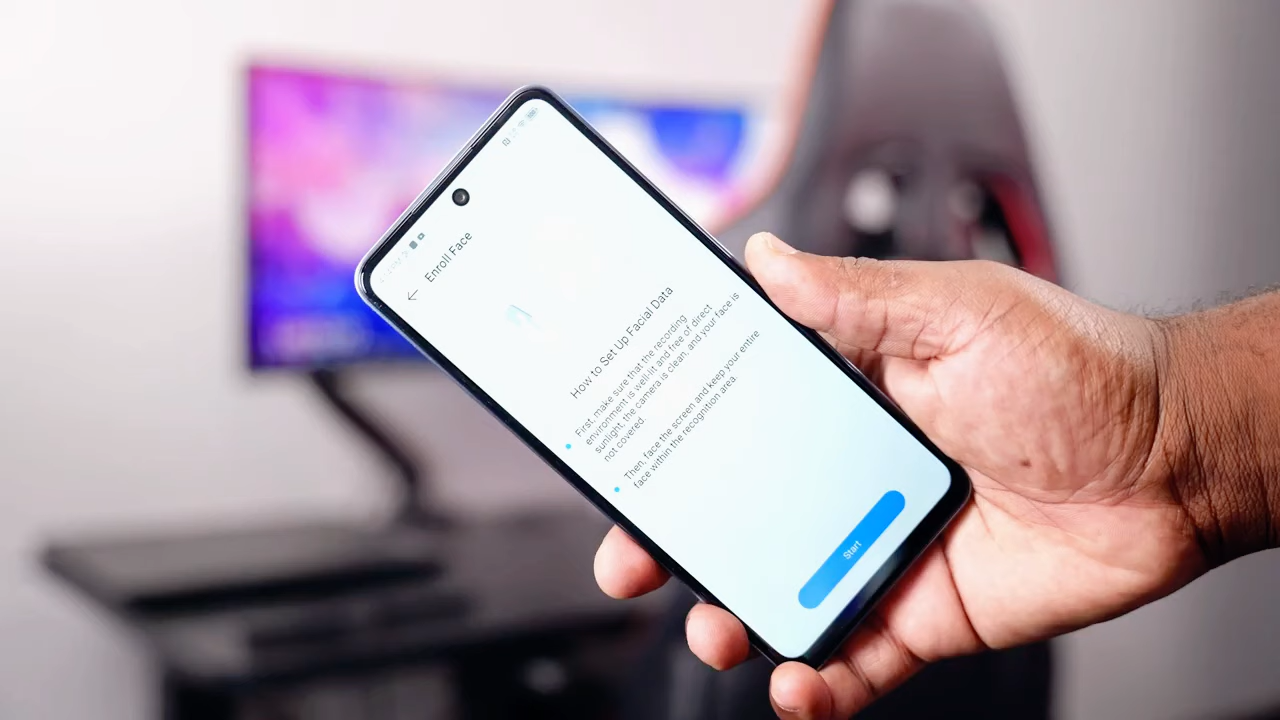 Enroll Face
How to Set Up Facial Data
First, make sure that the recording
environment is well-lit and free of direct
sunlight, the camera is clean, and your face is
not covered
Then, face the screen and keep your entire
face within the recognition area.
Start